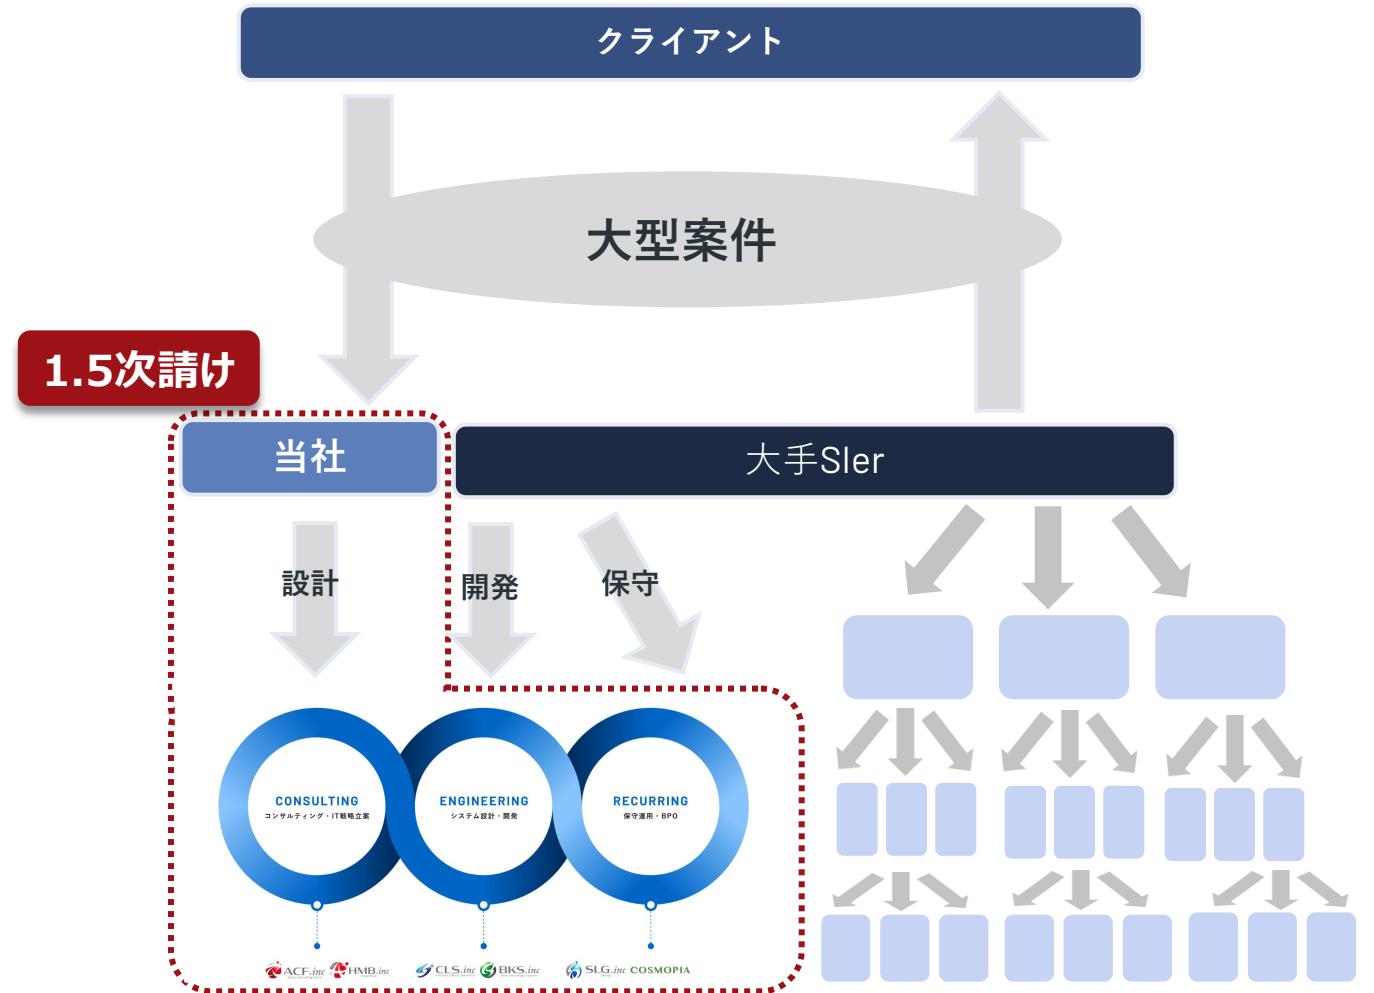 クライアント
大型案件
1.5次請け
当社
大手SIer
設計
開発
保守
CONSULTING
コンサルティング・IT戦略立案
ENGINEERING
システム設計・開発
RECURRING
保守運用・BPO
ACF.inc
HMB.inc
CLS.inc
BKS.inc
SLG.inc
COSMOPIA